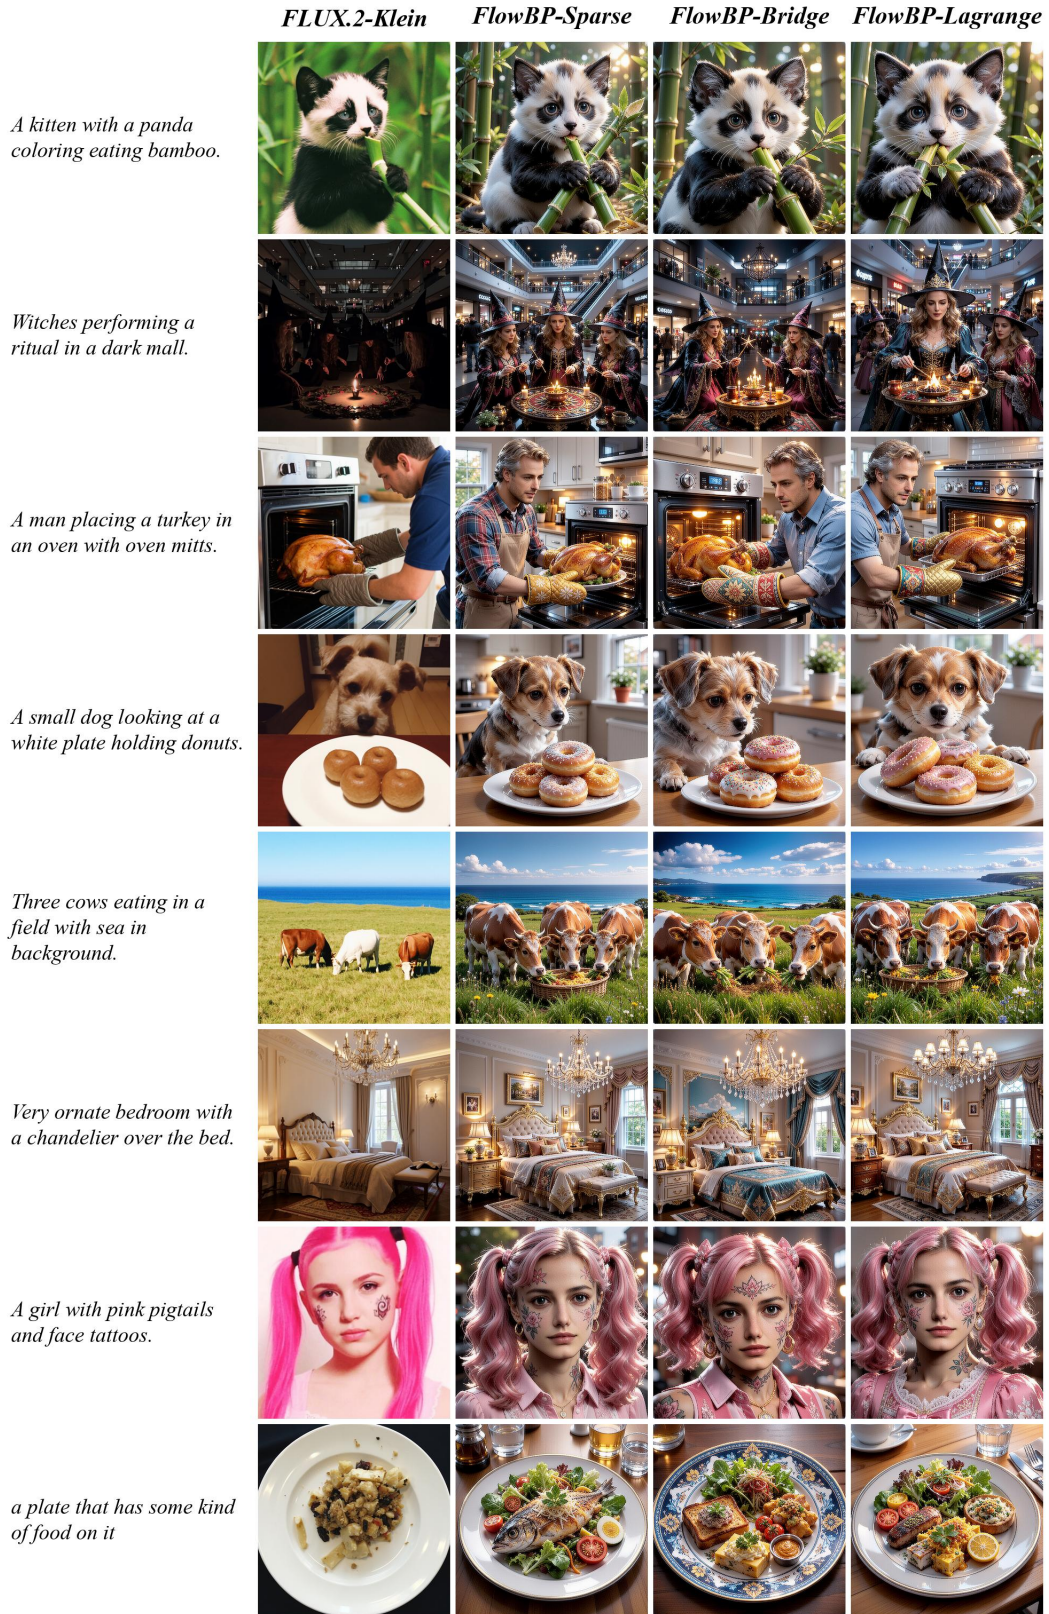 FLUX.2-Klein FlowBP-Sparse FlowBP-Bridge FlowBP-Lagrange
A kitten with a panda
coloring eating bamboo.
Witches performing a
ritual in a dark mall.
A man placing a turkey in
an oven with oven mitts.
A small dog looking at a
white plate holding donuts.
Three cows eating in a
field with sea in
background.
Very ornate bedroom with
a chandelier over the bed.
A girl with pink pigtails
and face tattoos.
a plate that has some kind
of food on it